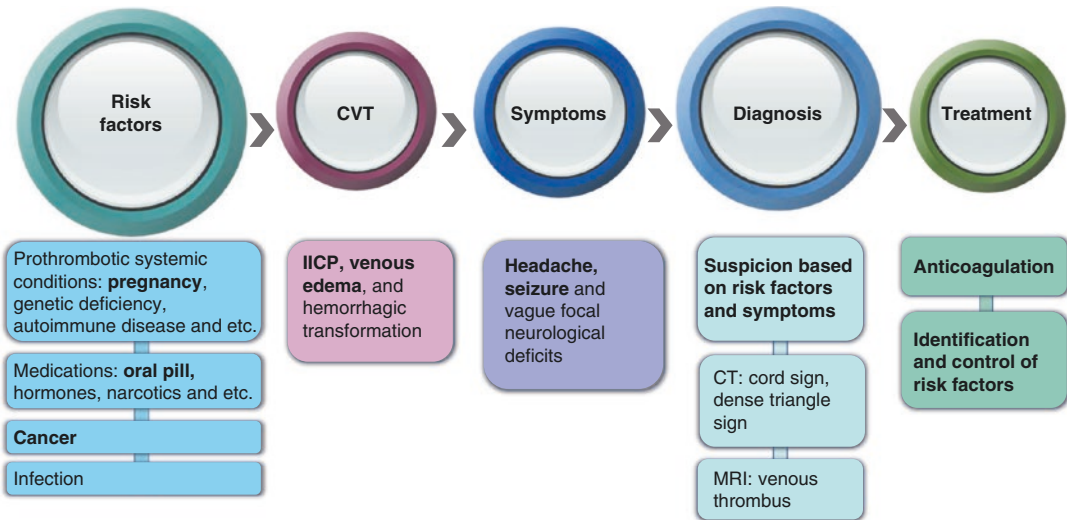 Risk
factors
CVT
Symptoms
Diagnosis
Treatment
Prothrombotic systemic
conditions: pregnancy,
genetic deficiency,
autoimmune disease and etc.
Medications: oral pill,
hormones, narcotics and etc.
Cancer
Infection
IICP, venous
edema, and
hemorrhagic
transformation
Headache,
seizure and
vague focal
neurological
deficits
Suspicion based
on risk factors
and symptoms
CT: cord sign,
dense triangle
sign
MRI: venous
thrombus
Anticoagulation
Identification
and control of
risk factors